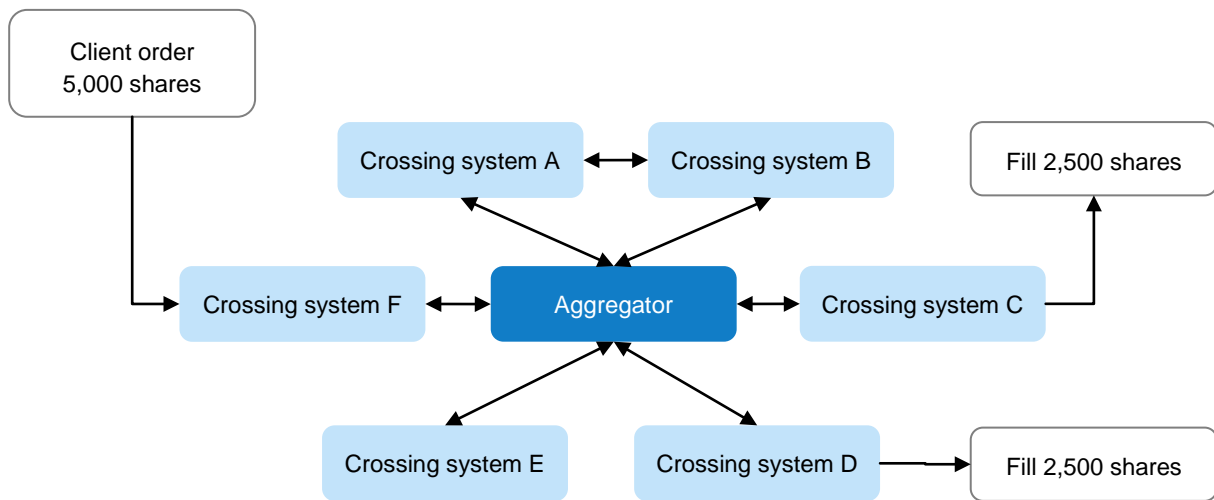 Client order
5,000 shares
Crossing system A
Crossing system B
Fill 2,500 shares
Crossing system F
Aggregator
Crossing system C
Crossing system E
Crossing system D
Fill 2,500 shares